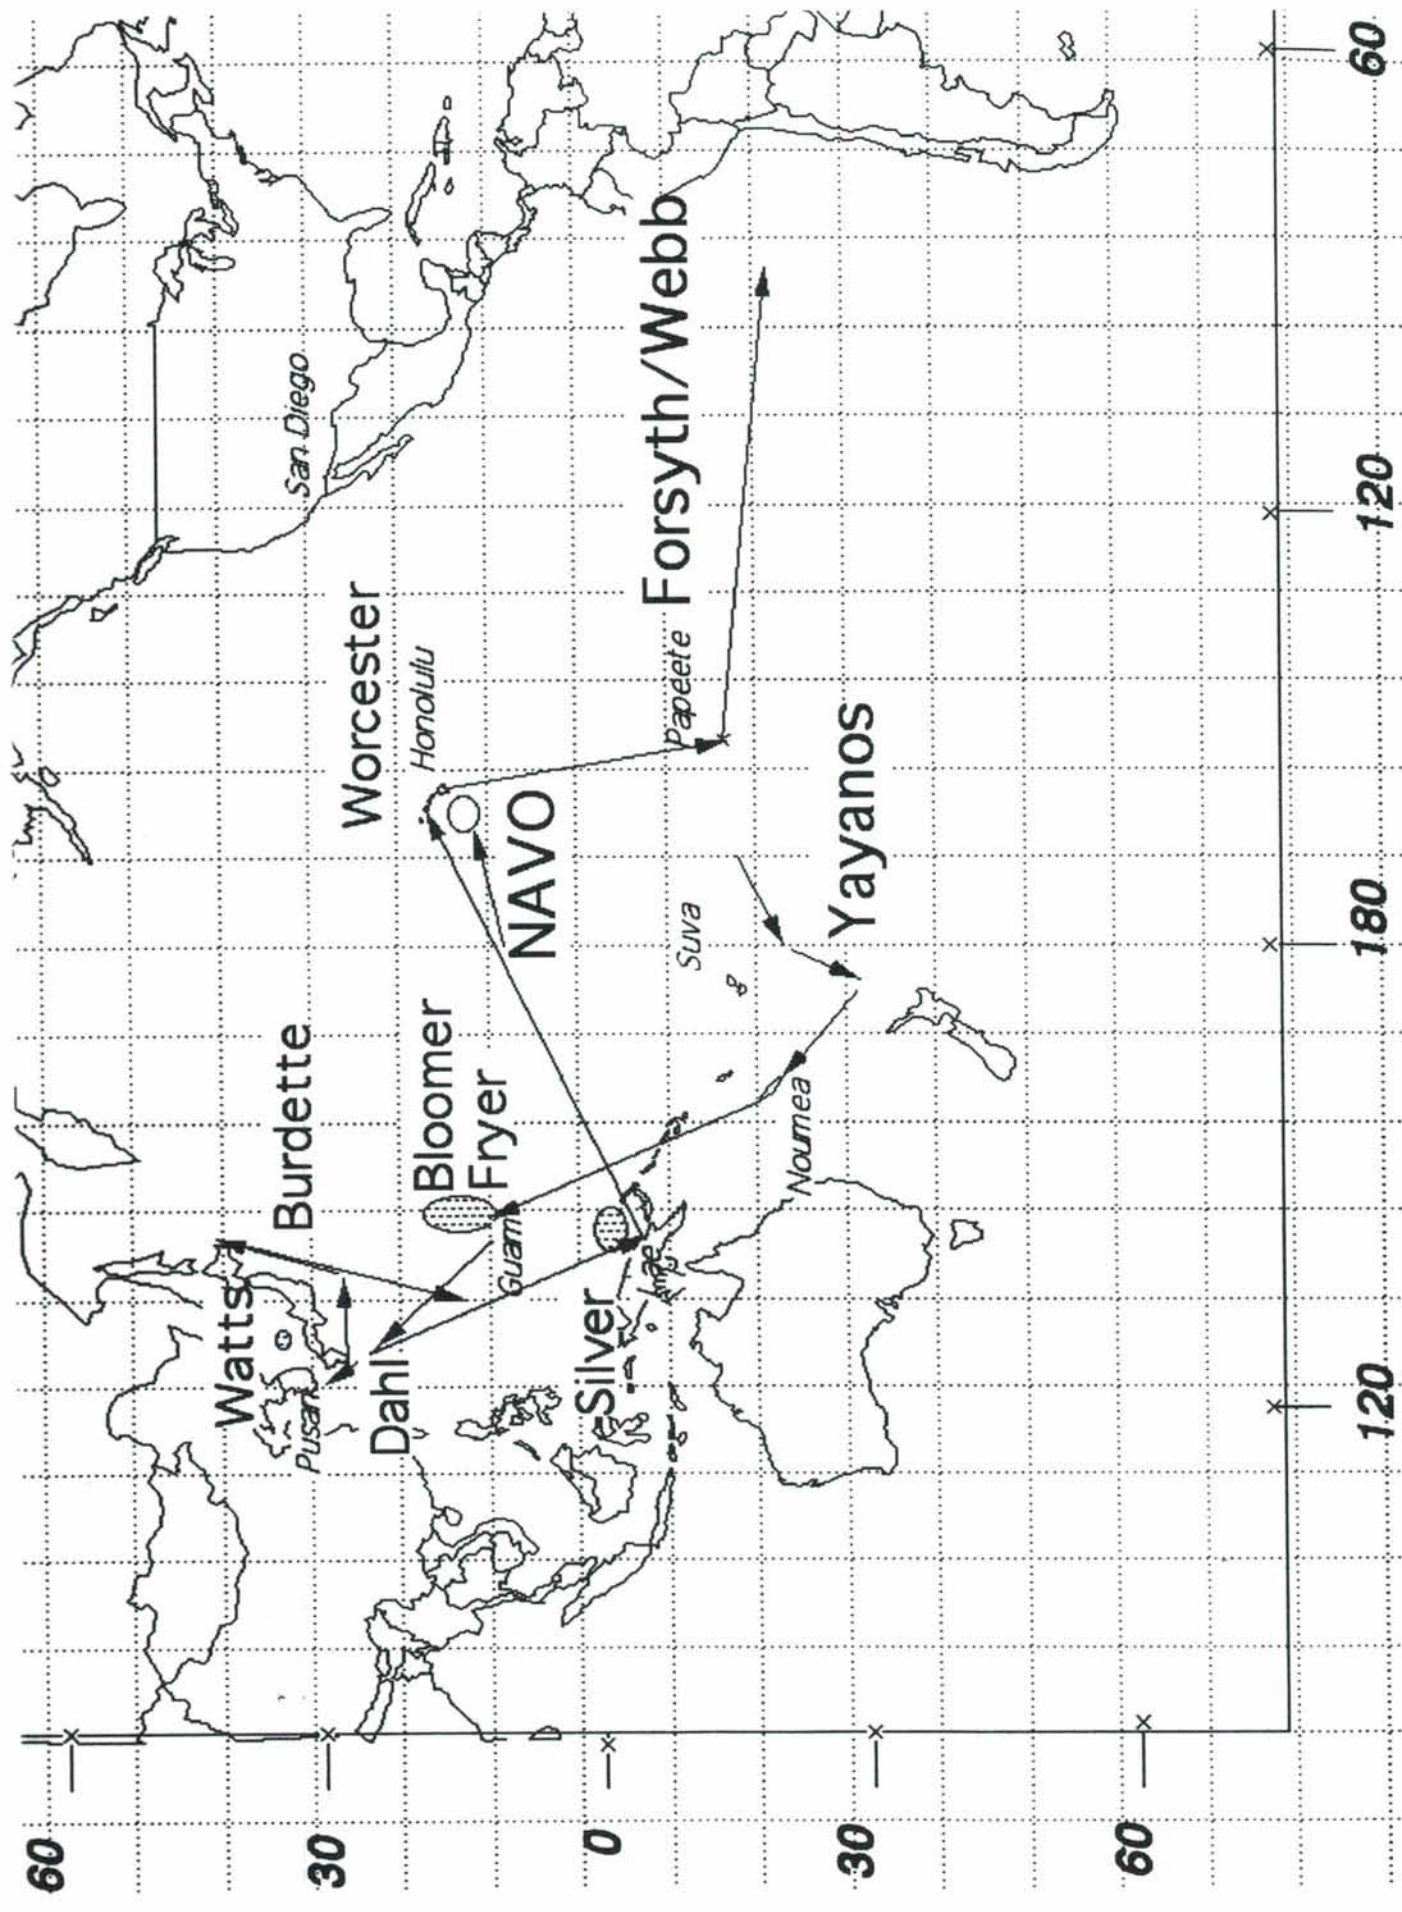 60
30
0
30
60
120
180
120
60
San Diego
Worcester
Honolulu
NAVO
Papeete
Forsyth/Webb
Suva
Yayanos
Burdette
Bloomer
Fryer
Guam
Noumea
Watts
Pusan
Dahl
Silver